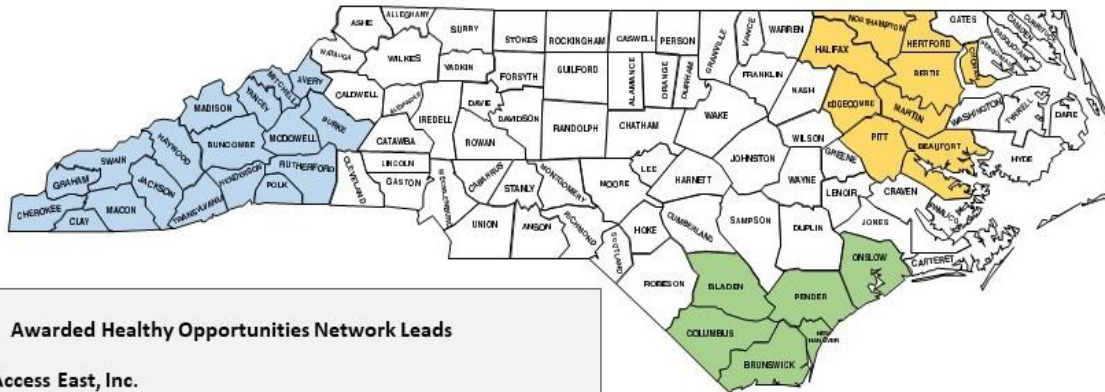 ASHE
ALLEGHANY
SURRY
STOKES
ROCKINGHAM
CASWELL
PERSON
GRANVILLE
VANCE
WARREN
NORTHAMPTON
GATES
HALIFAX
HERTFORD
WATAUGA
WILKES
YADKIN
FORSYTH
GUILFORD
ALAMANCE
ORANGE
DURHAM
FRANKLIN
NASH
BERTIE
AVERY
MITCHELL
YANCEY
MADISON
CALDWELL
IREDELL
DAVIE
DAVIDSON
RANDOLPH
CHATHAM
WAKE
EDGECOMBE
MARTIN
WASHINGTON
TYRRELL
DARE
BURKE
MCDOWELL
BUNCOMBE
HAYWOOD
SWAIN
CATAWBA
ROWAN
WILSON
PITT
BEAUFORT
HYDE
GRAHAM
JACKSON
HENDERSON
RUTHERFORD
POLK
CLEVELAND
LINCOLN
GASTON
CABARRUS
STANLY
MONTGOMERY
MOORE
LEE
HARNETT
JOHNSTON
WAYNE
GREENE
LENOIR
CRAVEN
CHEROKEE
CLAY
MACON
MECKLENBURG
UNION
ANSON
RICHMOND
SCOTLAND
HOKE
CUMBERLAND
SAMPSON
DUPLIN
JONES
PAMLICO
CARTERET
ONSLOW
ROBESON
BLADEN
PENDER
COLUMBUS
NEW
HANOVER
BRUNSWICK
Awarded Healthy Opportunities Network Leads
Access East, Inc.